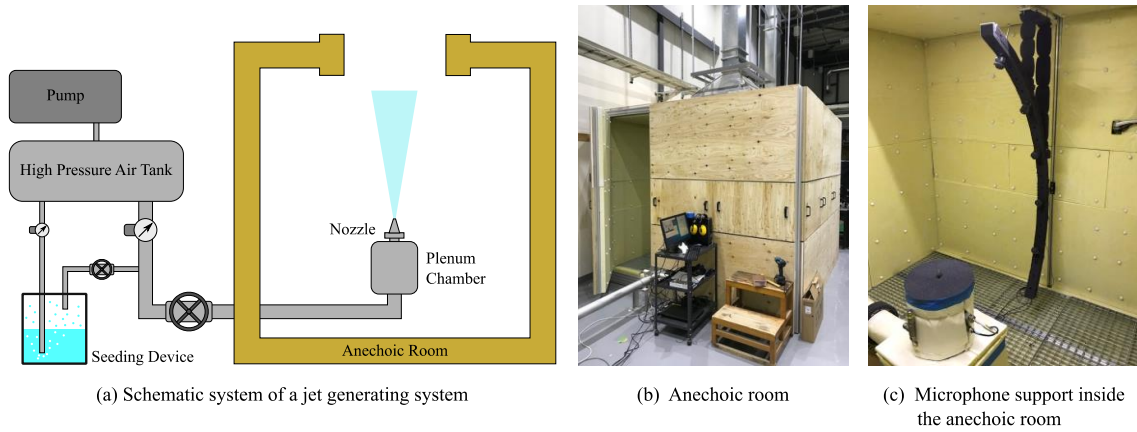 Pump
High Pressure Air Tank
Nozzle
Plenum
Chamber
Seeding Device
Anechoic Room
(a) Schematic system of a jet generating system
(b) Anechoic room
(c) Microphone support inside
the anechoic room